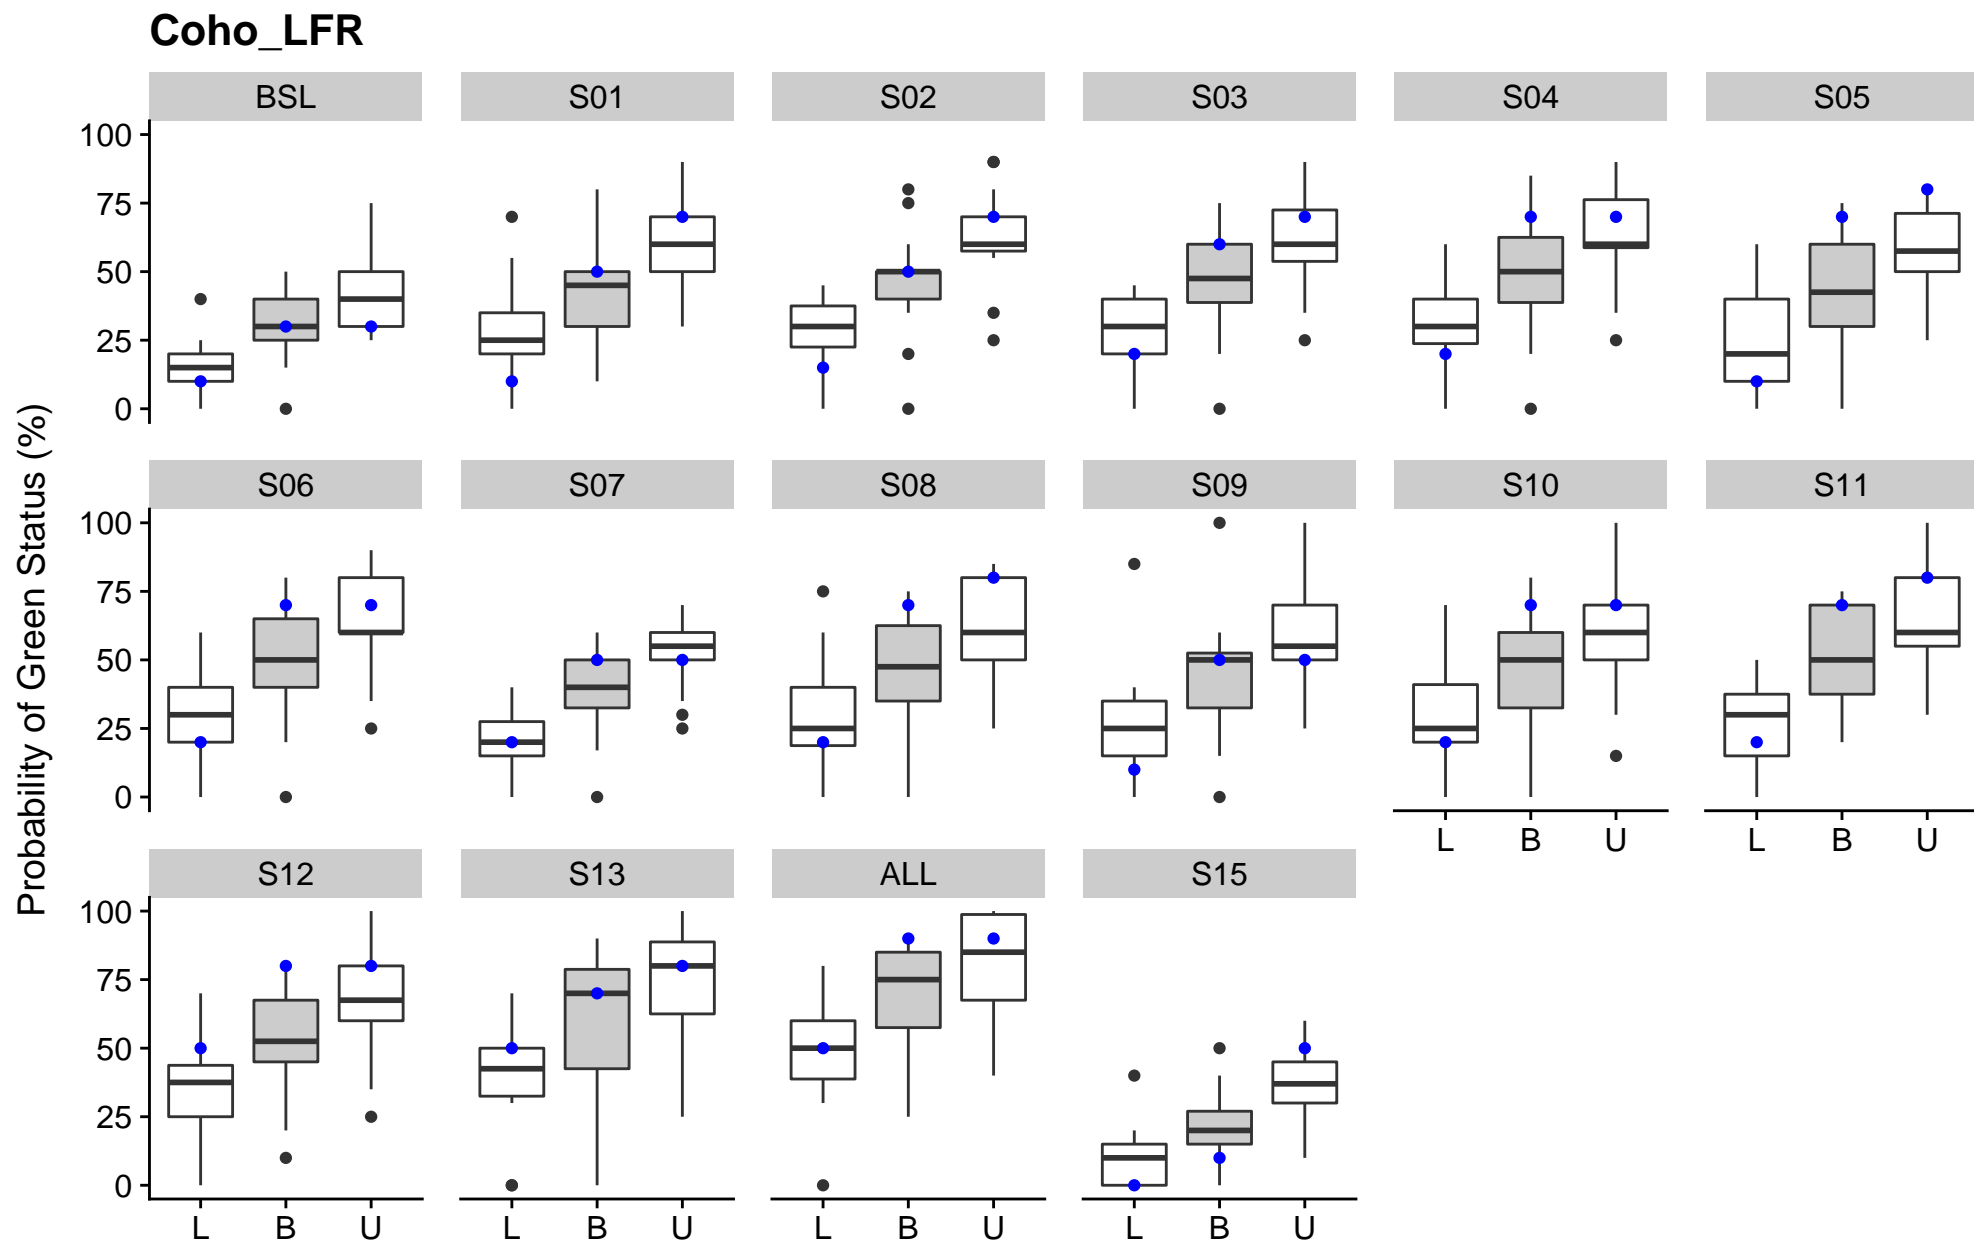 Coho_LFR
BSL S01 S02 S03 S04 S05
100
75
50
25
0
S06 S07 S08 S09 S10 S11
100
75
50
25
0
L B U L B U
S12 S13 ALL S15
100
75
50
25
0
L B U L B U L B U L B U
Probability of Green Status (%)